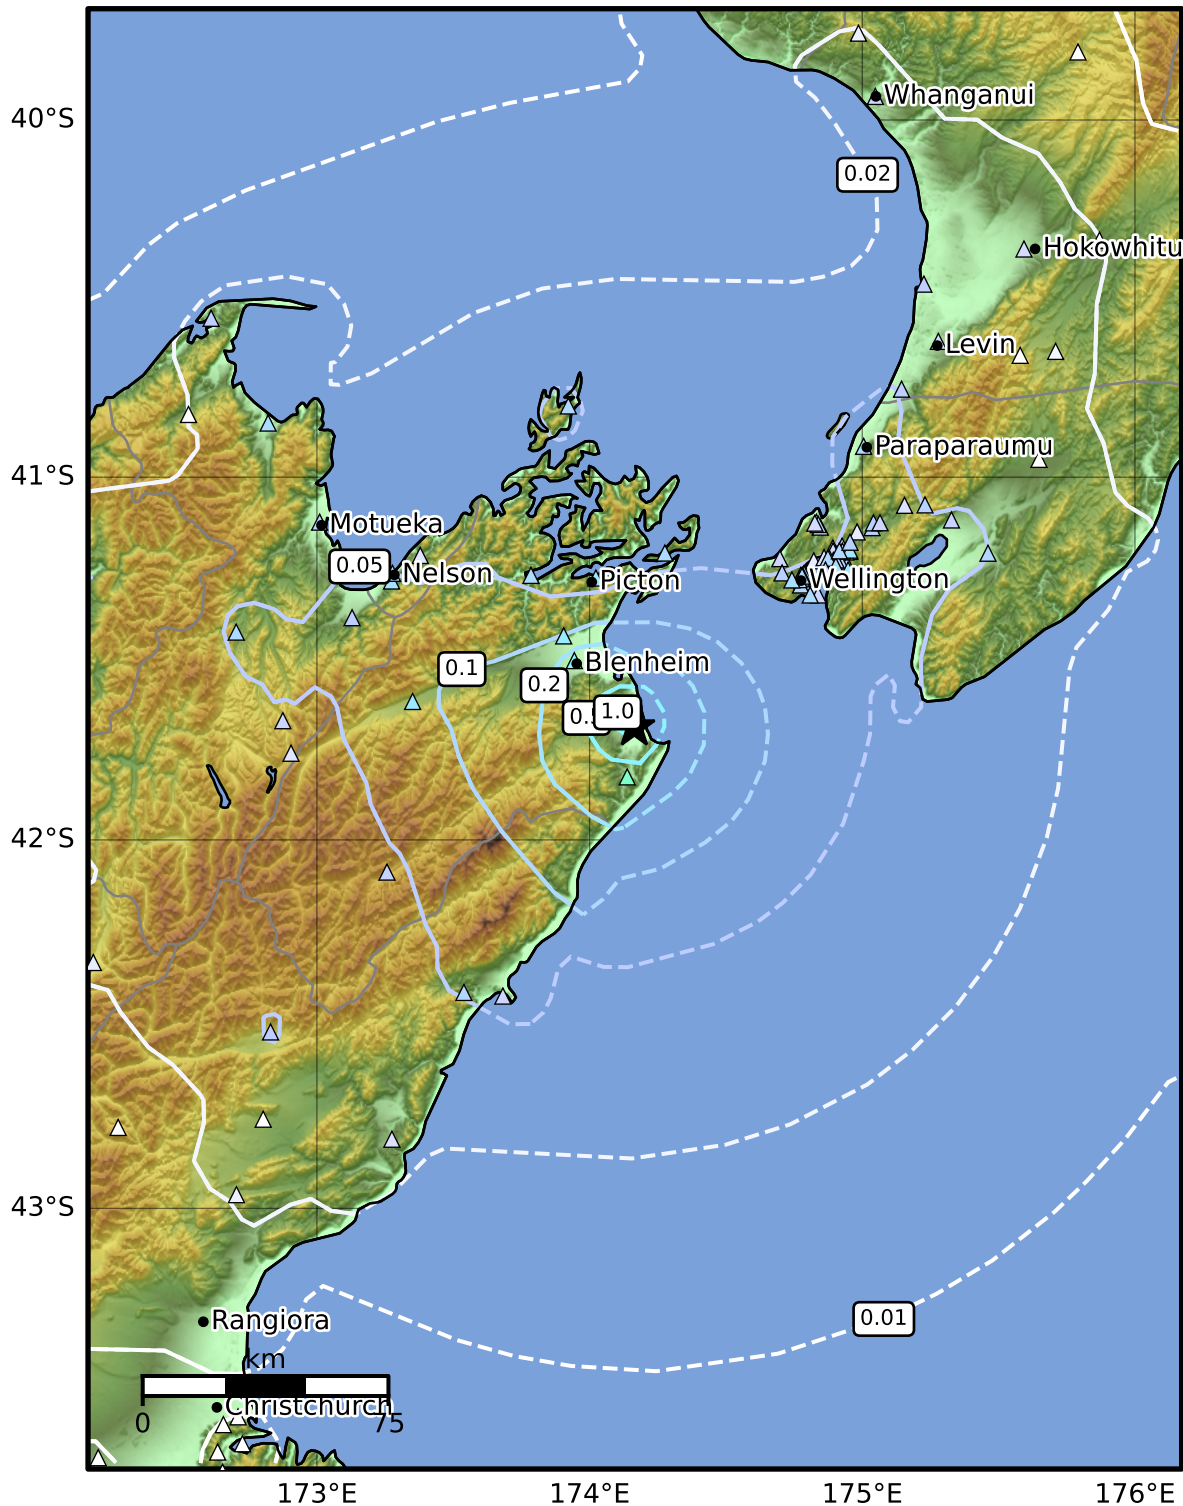 Whanganui
40°S
0.02
Hokowhitu
Levin
Paraparaumu
41°S
Motueka
0.05
Nelson
Picton
Wellington
0.1
Blenheim
0.2
1.0
42°S
43°S
Rangiora
0.01
km
Christchurch
0
75
173°E
174°E
175°E
176°E